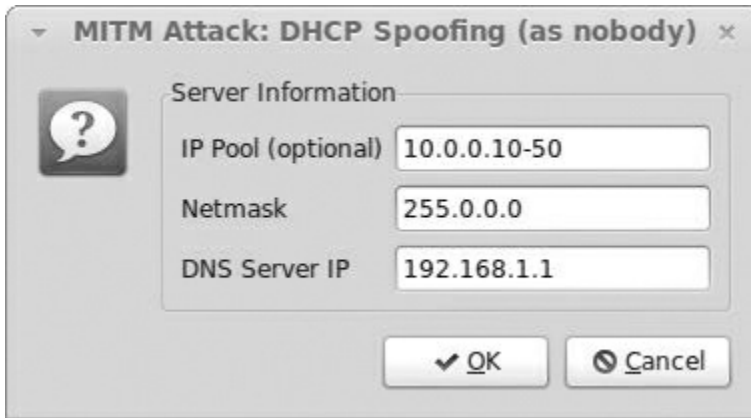 MITM Attack: DHCP Spoofing (as nobody)
Server Information
IP Pool (optional) 10.0.0.10-50
Netmask 255.0.0.0
DNS Server IP 192.168.1.1
OK Cancel